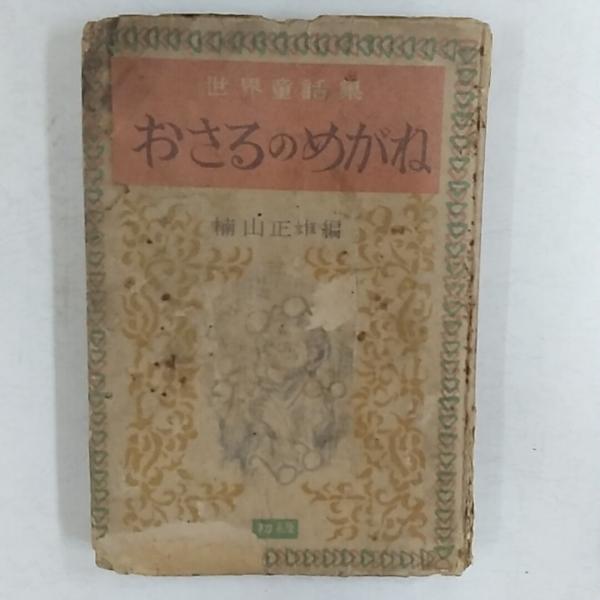 世界童話集
おさるのめがね
楠山正雄編